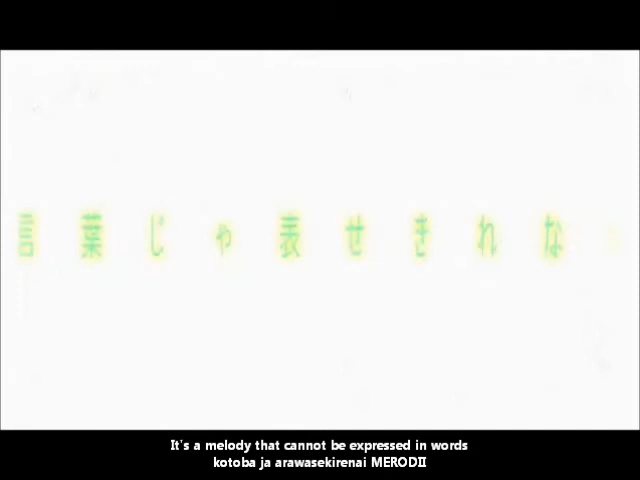 言葉じゃ表せきれな
It's a melody that cannot be expressed in words
kotoba ja arawasekirenai MERODII